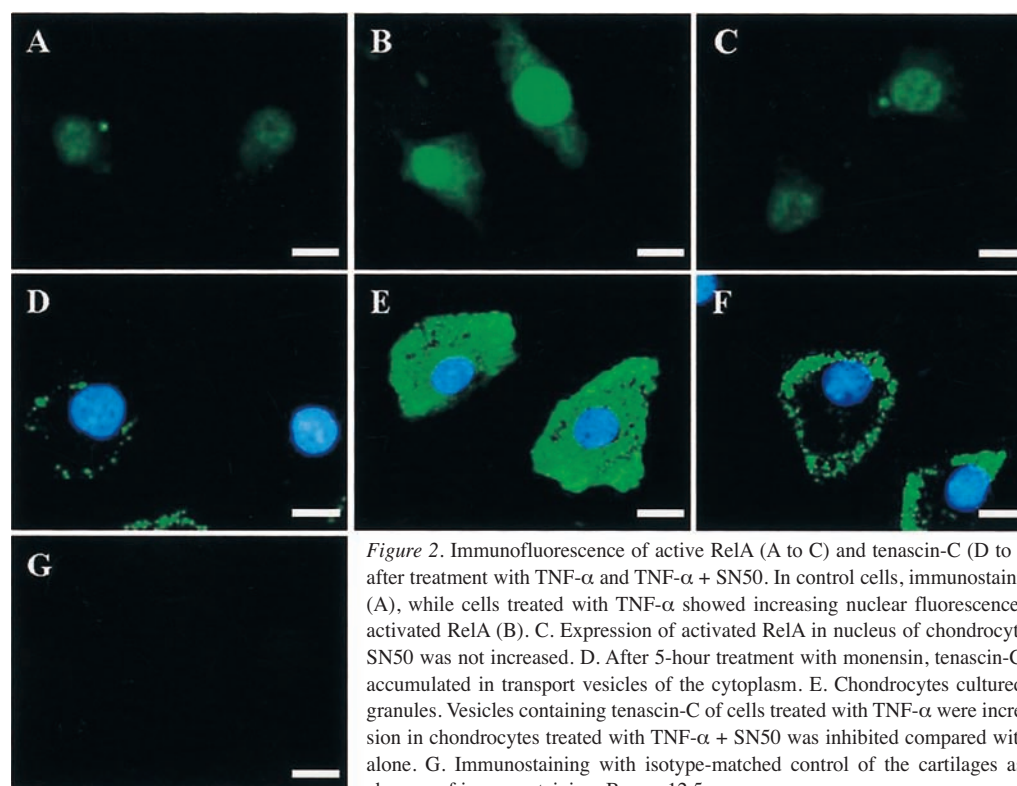 A
B
C
D
E
F
G
Figure 2. Immunofluorescence of active RelA (A to C) and tenascin-C (D to
after treatment with TNF-α and TNF-α + SN50. In control cells, immunostain
(A), while cells treated with TNF-α showed increasing nuclear fluorescence
activated RelA (B). C. Expression of activated RelA in nucleus of chondrocyt
SN50 was not increased. D. After 5-hour treatment with monensin, tenascin-C
accumulated in transport vesicles of the cytoplasm. E. Chondrocytes cultured
granules. Vesicles containing tenascin-C of cells treated with TNF-α were incre
sion in chondrocytes treated with TNF-α + SN50 was inhibited compared wit
alone. G. Immunostaining with isotype-matched control of the cartilages a